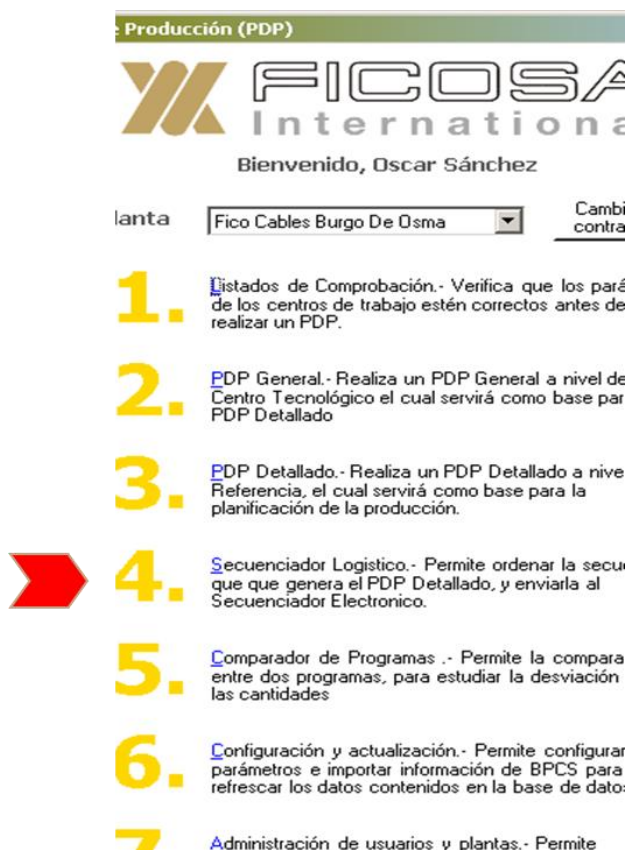 e Producción (PDP)
FICOSA
Internationa
Bienvenido, Oscar Sánchez
lanta
Fico Cables Burgo De Osma
Cambi
contra
1.
Listados de Comprobación.- Verifica que los pará
de los centros de trabajo estén correctos antes de
realizar un PDP.
2.
PDP General.- Realiza un PDP General a nivel de
Centro Tecnológico el cual servirá como base par
PDP Detallado
3.
PDP Detallado.- Realiza un PDP Detallado a nive
Referencia, el cual servirá como base para la
planificación de la producción.
4.
Secuenciador Logistico.- Permite ordenar la secue
que que genera el PDP Detallado, y enviarla al
Secuenciador Electronico.
5.
Comparador de Programas .- Permite la compara
entre dos programas, para estudiar la desviación
las cantidades
6.
Configuración y actualización.- Permite configurar
parámetros e importar información de BPCS para
refrescar los datos contenidos en la base de datos
7.
Administración de usuarios y plantas.- Permite